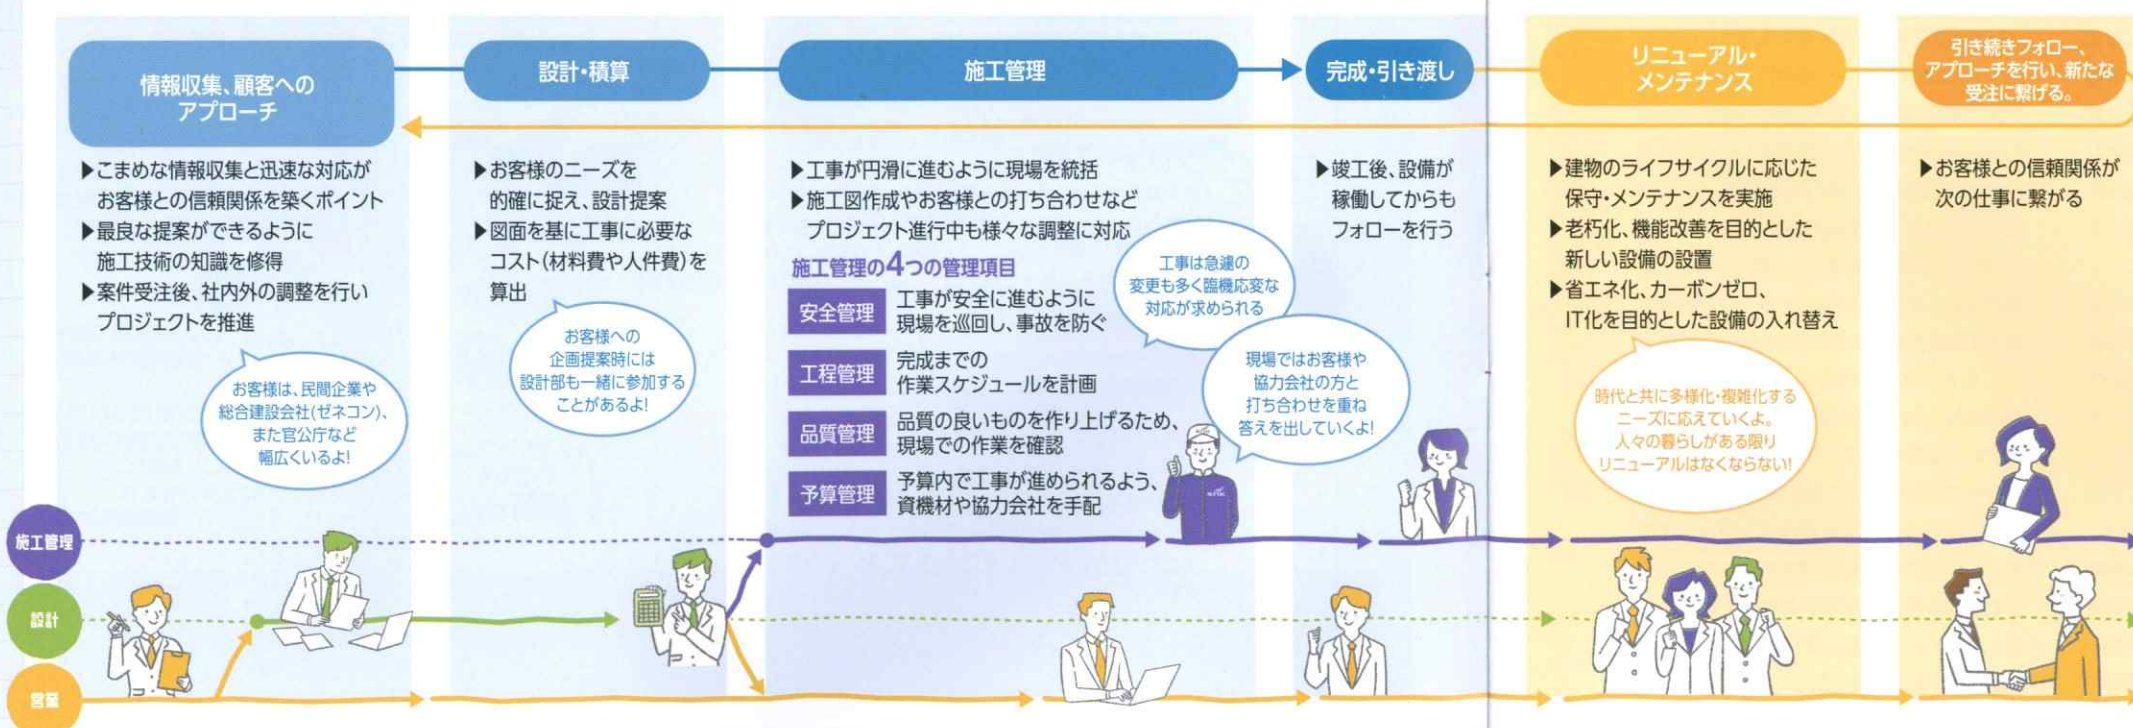 情報収集、顧客への
アプローチ
▶こまめな情報収集と迅速な対応が
お客様との信頼関係を築くポイント
▶最良な提案ができるように
施工技術の知識を修得
▶案件受注後、社内外の調整を行い
プロジェクトを推進
お客様は、民間企業や
総合建設会社(ゼネコン)、
また官公庁など
幅広くいるよ!
設計・積算
▶お客様のニーズを
的確に捉え、設計提案
▶図面を基に工事に必要な
コスト(材料費や人件費)を
算出
お客様への
企画提案時には
設計部も一緒に参加する
ことがあるよ!
施工管理
▶工事が円滑に進むように現場を統括
▶施工図作成やお客様との打ち合わせなど
プロジェクト進行中も様々な調整に対応
施工管理の4つの管理項目
安全管理
工事が安全に進むように
現場を巡回し、事故を防ぐ
工程管理
完成までの
作業スケジュールを計画
品質管理
品質の良いものを作り上げるため、
現場での作業を確認
予算管理
予算内で工事が進められるよう、
資機材や協力会社を手配
工事は急遽の
変更も多く臨機応変な
対応が求められる
現場ではお客様や
協力会社の方と
打ち合わせを重ね
答えを出していくよ!
完成・引き渡し
▶竣工後、設備が
稼働してからも
フォローを行う
リニューアル・
メンテナンス
▶建物のライフサイクルに応じた
保守・メンテナンスを実施
▶老朽化、機能改善を目的とした
新しい設備の設置
▶省エネ化、カーボンゼロ、
IT化を目的とした設備の入れ替え
時代と共に多様化・複雑化する
ニーズに応えていくよ。
人々の暮らしがある限り
リニューアルはなくならない!
引き続きフォロー、
アプローチを行い、新たな
受注に繋げる。
▶お客様との信頼関係が
次の仕事に繋がる
施工管理
設計
営業